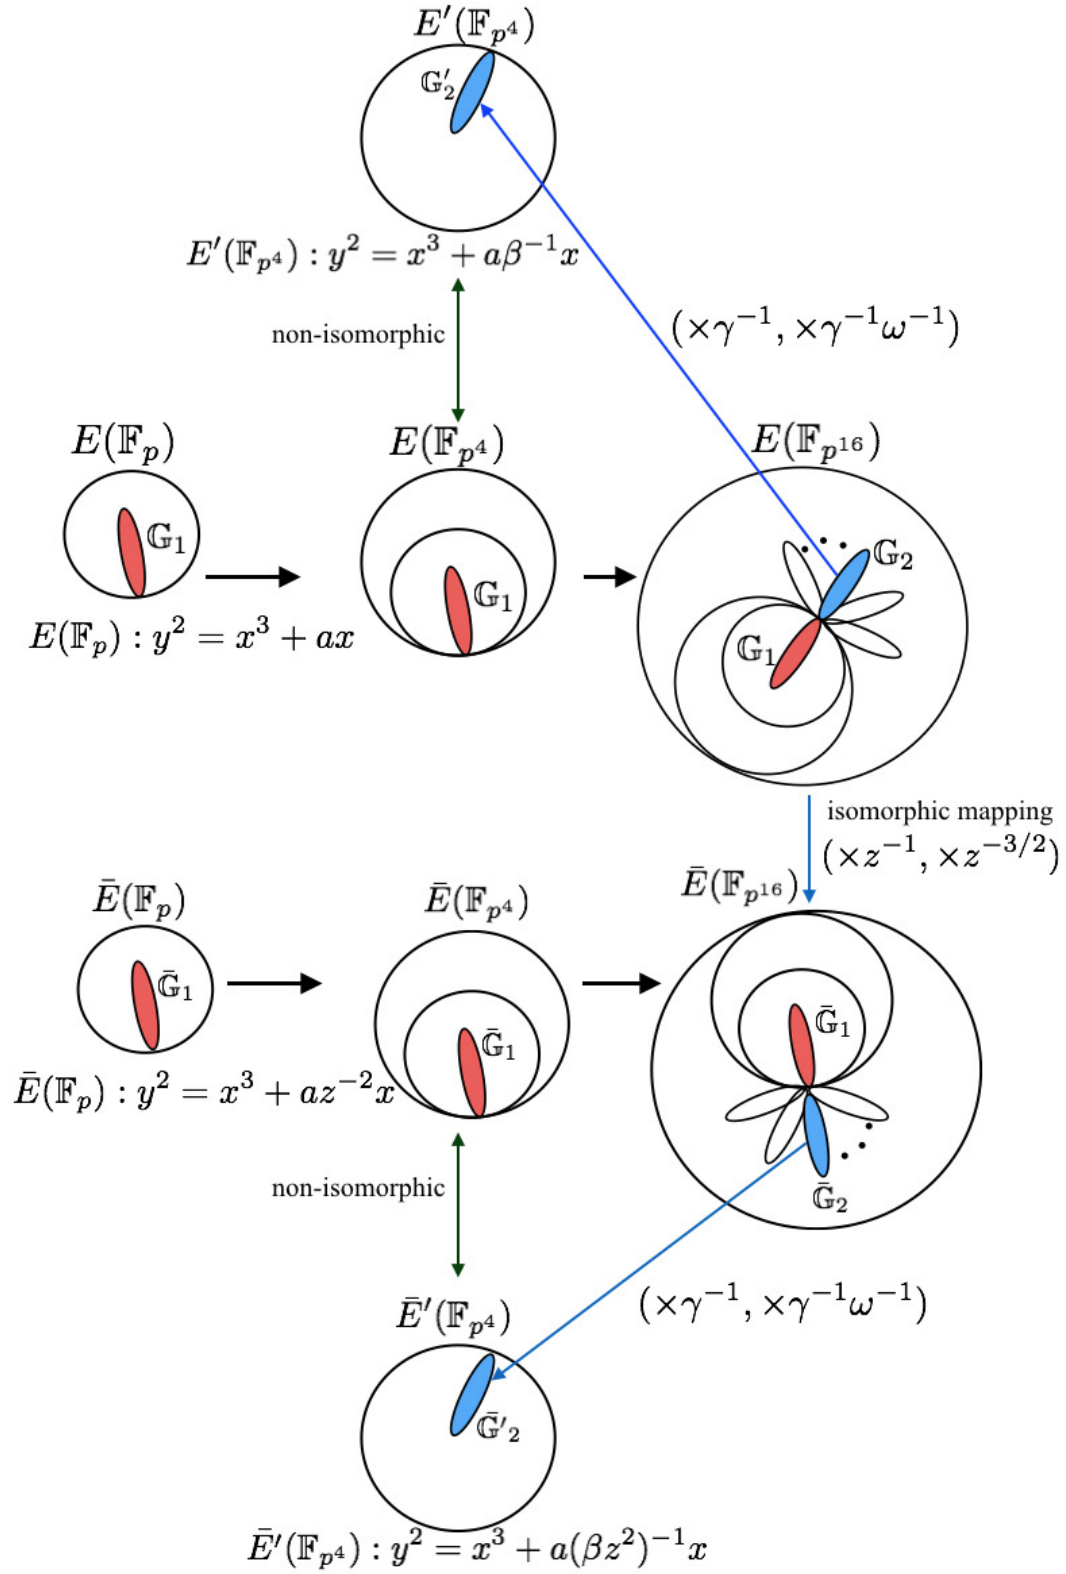 E′(𝔽_{p^4})
𝔾′_2
E′(𝔽_{p^4}) : y^2 = x^3 + aβ^{−1}x
non-isomorphic
(×γ^{−1}, ×γ^{−1}ω^{−1})
E(𝔽_p)
E(𝔽_{p^4})
E(𝔽_{p^{16}})
𝔾_1
𝔾_1
𝔾_2
𝔾_1
E(𝔽_p) : y^2 = x^3 + ax
isomorphic mapping
(×z^{−1}, ×z^{−3/2})
Ē(𝔽_p)
Ē(𝔽_{p^4})
Ē(𝔽_{p^{16}})
𝔾̄_1
𝔾̄_1
𝔾̄_1
Ē(𝔽_p) : y^2 = x^3 + az^{−2}x
non-isomorphic
𝔾̄_2
(×γ^{−1}, ×γ^{−1}ω^{−1})
Ē′(𝔽_{p^4})
𝔾̄′_2
Ē′(𝔽_{p^4}) : y^2 = x^3 + a(βz^2)^{−1}x